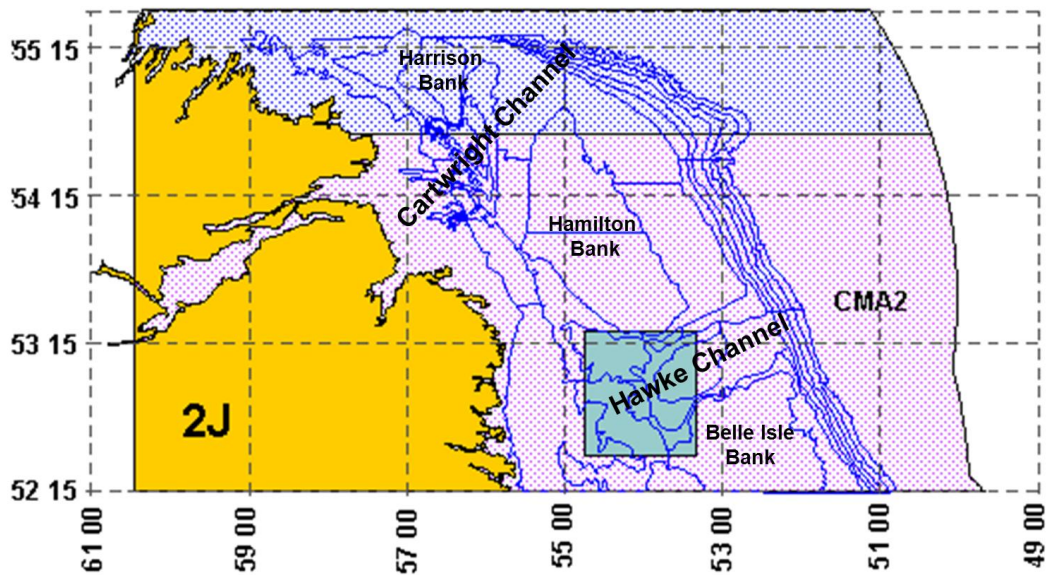 55 15
54 15
53 15
52 15
Harrison
Bank
Cartwright Channel
Hamilton
Bank
CMA2
Hawke Channel
2J
Belle Isle
Bank
61 00
59 00
57 00
55 00
53 00
51 00
49 00